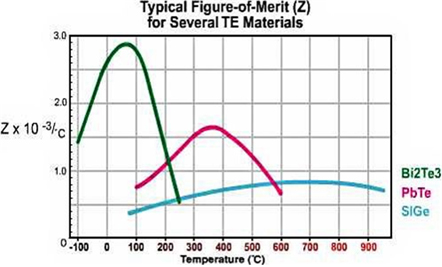 Typical Figure-of-Merit (Z)
for Several TE Materials
3.0
2.0
Z x 10 -3/°C
1.0
0
-100 0 100 200 300 400 500 600 700 800 900
Temperature (°C)
Bi2Te3
PbTe
SiGe